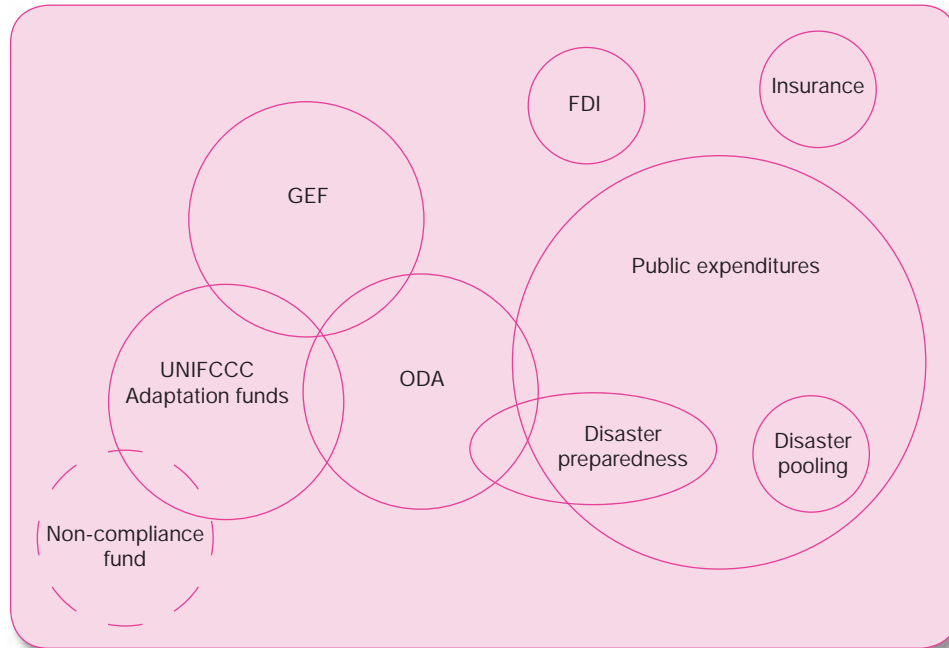 Insurance
FDI
GEF
Public expenditures
UNIFCCC
Adaptation funds
ODA
Disaster
preparedness
Disaster
pooling
Non-compliance
fund